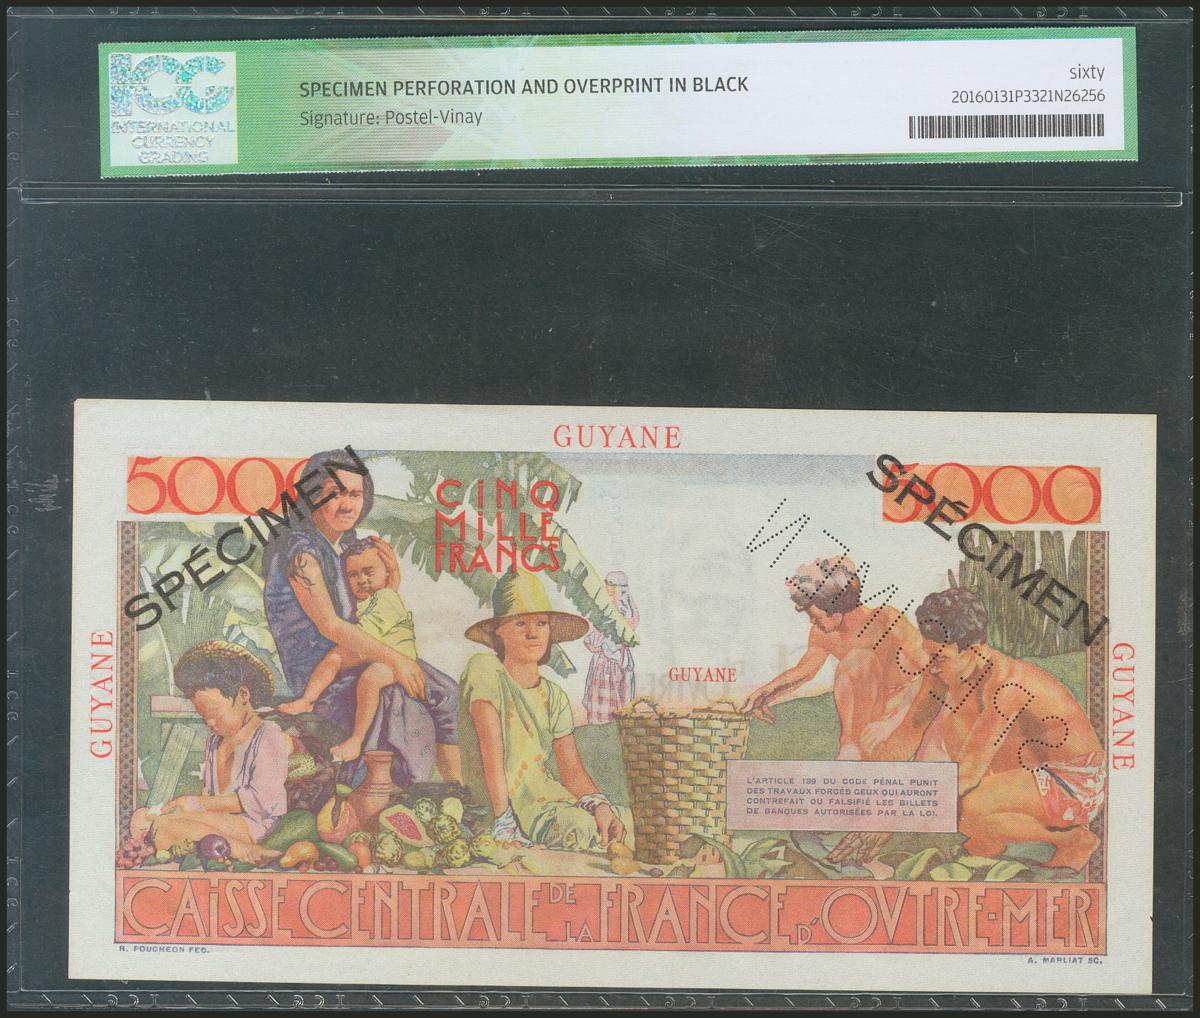 ICG
INTERNATIONAL
CURRENCY
GRADING
SPECIMEN PERFORATION AND OVERPRINT IN BLACK
Signature: Postel-Vinay
sixty
20160131P3321N26256
GUYANE
5000
5000
SPÉCIMEN
SPÉCIMEN
CINQ
MILLE
FRANCS
SPECIMEN
GUYANE
GUYANE
GUYANE
L'ARTICLE 139 DU CODE PÉNAL PUNIT
DES TRAVAUX FORCÉS CEUX QUI AURONT
CONTREFAIT OU FALSIFIÉ LES BILLETS
DE BANQUES AUTORISÉES PAR LA LOI.
CAISSE CENTRALE DE LA FRANCE D'OVTRE-MER
R. POUGHEON FEC.
A. MARLIAT SC.